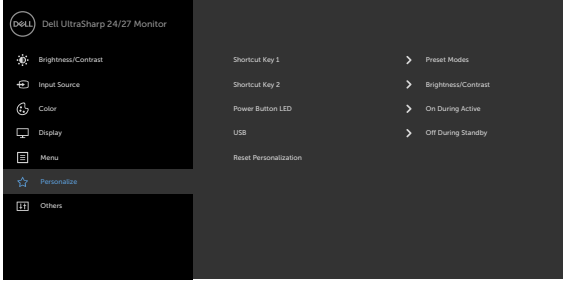 DELL Dell UltraSharp 24/27 Monitor
Brightness/Contrast Shortcut Key 1 Preset Modes
Input Source Shortcut Key 2 Brightness/Contrast
Color Power Button LED On During Active
Display USB Off During Standby
Menu Reset Personalization
Personalize
Others